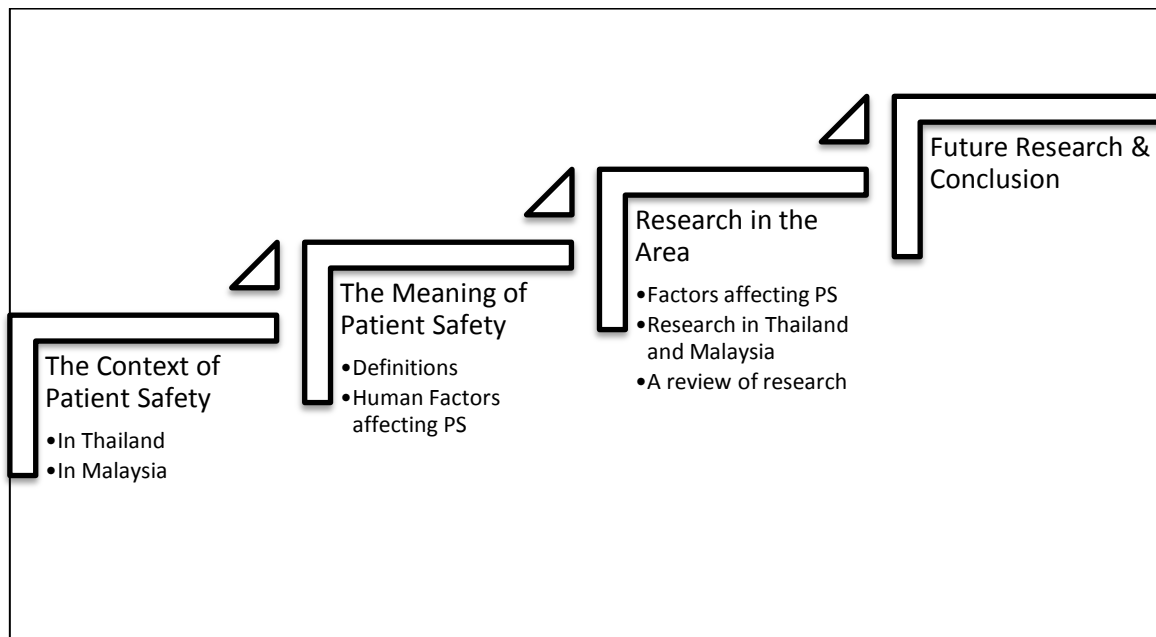 The Context of
Patient Safety
•In Thailand
•In Malaysia
The Meaning of
Patient Safety
•Definitions
•Human Factors
affecting PS
Research in the
Area
•Factors affecting PS
•Research in Thailand
and Malaysia
•A review of research
Future Research &
Conclusion